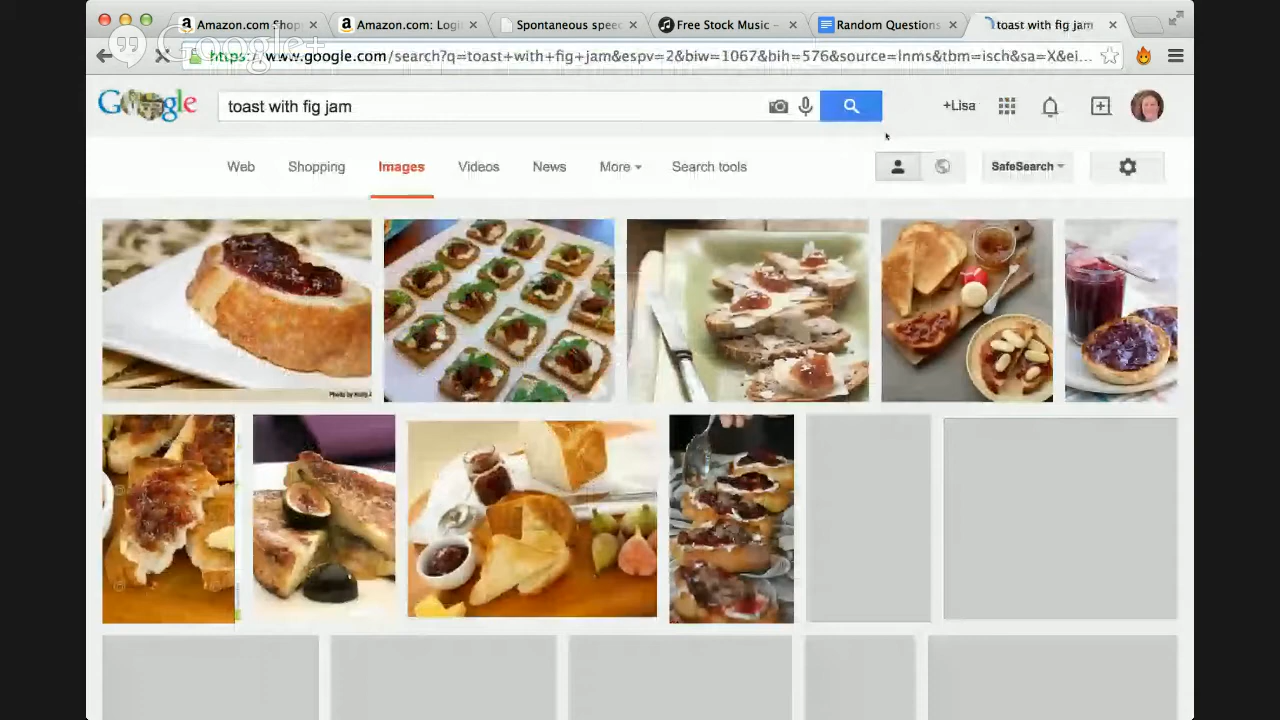 Amazon.com Shop
Amazon.com: Logi
Spontaneous spee
Free Stock Music –
Random Questions
toast with fig jam
Google+
https://www.google.com/search?q=toast+with+fig+jam&espv=2&biw=1067&bih=576&source=lnms&tbm=isch&sa=X&ei...
Google
toast with fig jam
+Lisa
Web
Shopping
Images
Videos
News
More
Search tools
SafeSearch